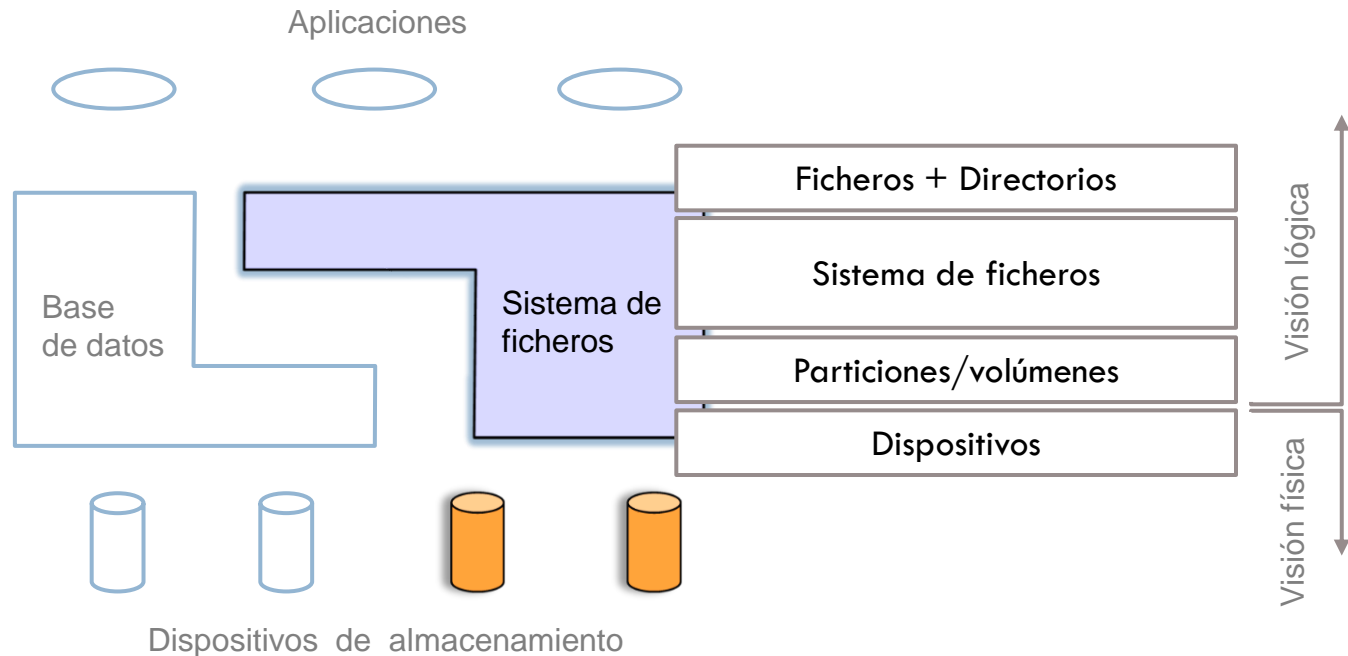 Aplicaciones
Ficheros + Directorios
Sistema de ficheros
Particiones/volúmenes
Dispositivos
Base
de datos
Sistema de
ficheros
Visión lógica
Visión física
Dispositivos de almacenamiento